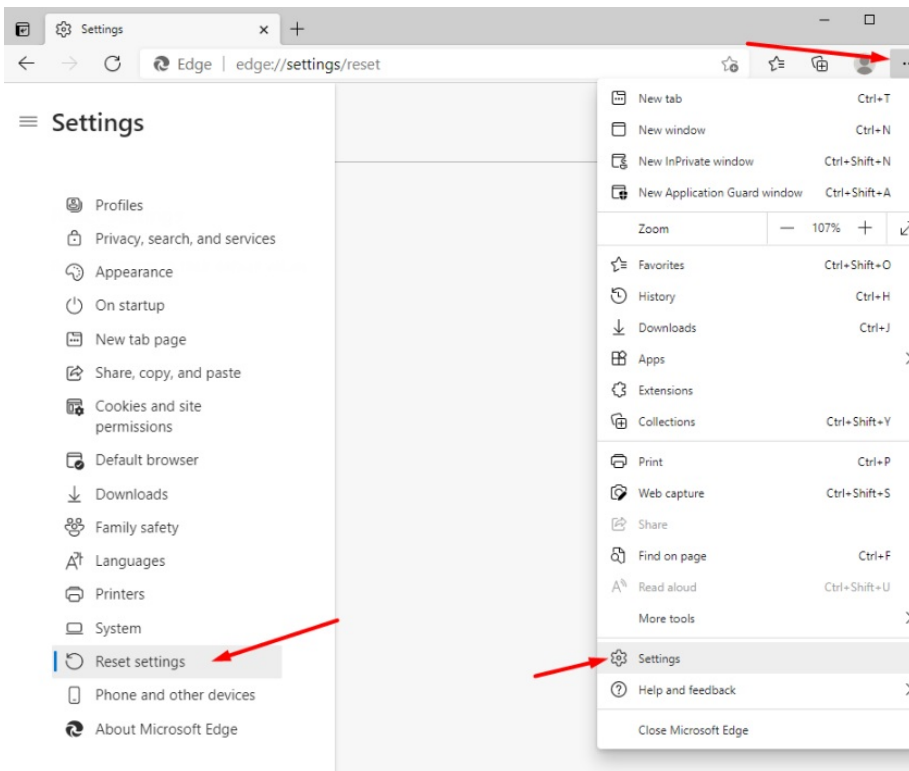 Settings
Edge | edge://settings/reset
Settings
Profiles
Privacy, search, and services
Appearance
On startup
New tab page
Share, copy, and paste
Cookies and site
permissions
Default browser
Downloads
Family safety
Languages
Printers
System
Reset settings
Phone and other devices
About Microsoft Edge
New tab Ctrl+T
New window Ctrl+N
New InPrivate window Ctrl+Shift+N
New Application Guard window Ctrl+Shift+A
Zoom — 107% +
Favorites Ctrl+Shift+O
History Ctrl+H
Downloads Ctrl+J
Apps
Extensions
Collections Ctrl+Shift+Y
Print Ctrl+P
Web capture Ctrl+Shift+S
Share
Find on page Ctrl+F
Read aloud Ctrl+Shift+U
More tools
Settings
Help and feedback
Close Microsoft Edge